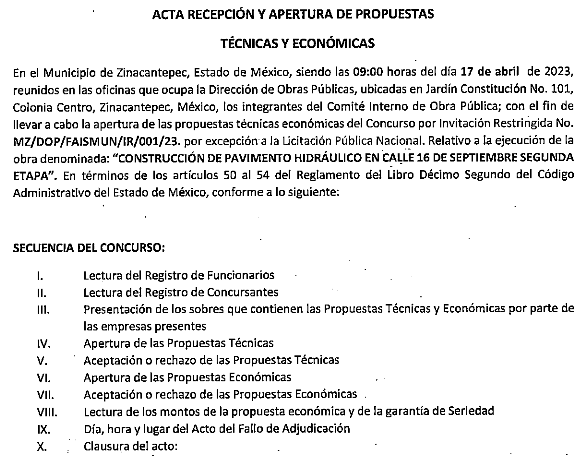 ACTA RECEPCIÓN Y APERTURA DE PROPUESTAS
TÉCNICAS Y ECONÓMICAS
En el Municipio de Zinacantepec, Estado de México, siendo las 09:00 horas del día 17 de abril de 2023,
reunidos en las oficinas que ocupa la Dirección de Obras Públicas, ubicadas en Jardín Constitución No. 101,
Colonia Centro, Zinacantepec, México, los integrantes del Comité Interno de Obra Pública; con el fin de
llevar a cabo la apertura de las propuestas técnicas económicas del Concurso por Invitación Restringida No.
MZ/DOP/FAISMUN/IR/001/23. por excepción a la Licitación Pública Nacional. Relativo a la ejecución de la
obra denominada: "CONSTRUCCIÓN DE PAVIMENTO HIDRÁULICO EN CALLE 16 DE SEPTIEMBRE SEGUNDA
ETAPA". En términos de los artículos 50 al 54 del Reglamento del Libro Décimo Segundo del Código
Administrativo del Estado de México, conforme a lo siguiente:
SECUENCIA DEL CONCURSO:
I. Lectura del Registro de Funcionarios
II. Lectura del Registro de Concursantes
III. Presentación de los sobres que contienen las Propuestas Técnicas y Económicas por parte de
las empresas presentes
IV. Apertura de las Propuestas Técnicas
V. Aceptación o rechazo de las Propuestas Técnicas
VI. Apertura de las Propuestas Económicas
VII. Aceptación o rechazo de las Propuestas Económicas
VIII. Lectura de los montos de la propuesta económica y de la garantía de Seriedad
IX. Día, hora y lugar del Acto del Fallo de Adjudicación
X. Clausura del acto: